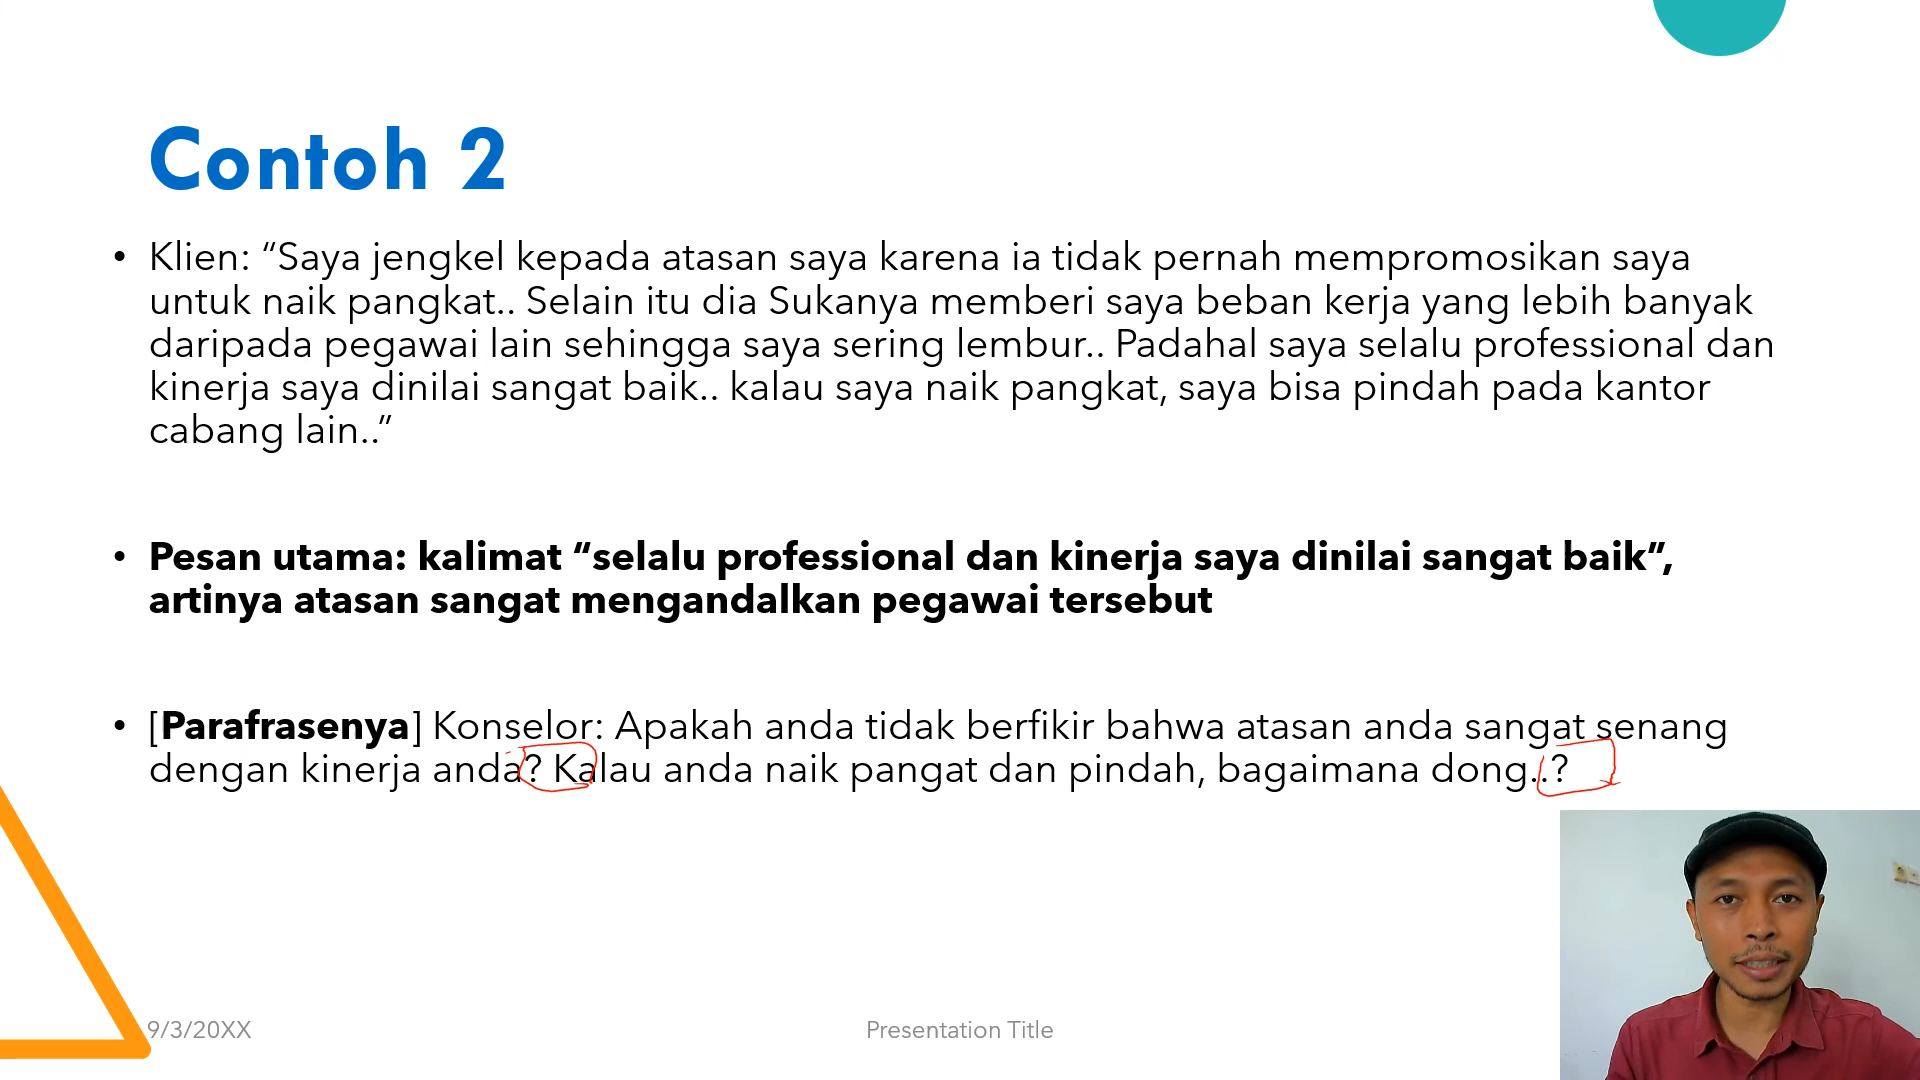 Contoh 2
• Klien: “Saya jengkel kepada atasan saya karena ia tidak pernah mempromosikan saya
untuk naik pangkat.. Selain itu dia Sukanya memberi saya beban kerja yang lebih banyak
daripada pegawai lain sehingga saya sering lembur.. Padahal saya selalu professional dan
kinerja saya dinilai sangat baik.. kalau saya naik pangkat, saya bisa pindah pada kantor
cabang lain..”
• Pesan utama: kalimat “selalu professional dan kinerja saya dinilai sangat baik”,
artinya atasan sangat mengandalkan pegawai tersebut
• [Parafrasenya] Konselor: Apakah anda tidak berfikir bahwa atasan anda sangat senang
dengan kinerja anda? Kalau anda naik pangat dan pindah, bagaimana dong..?
9/3/20XX
Presentation Title